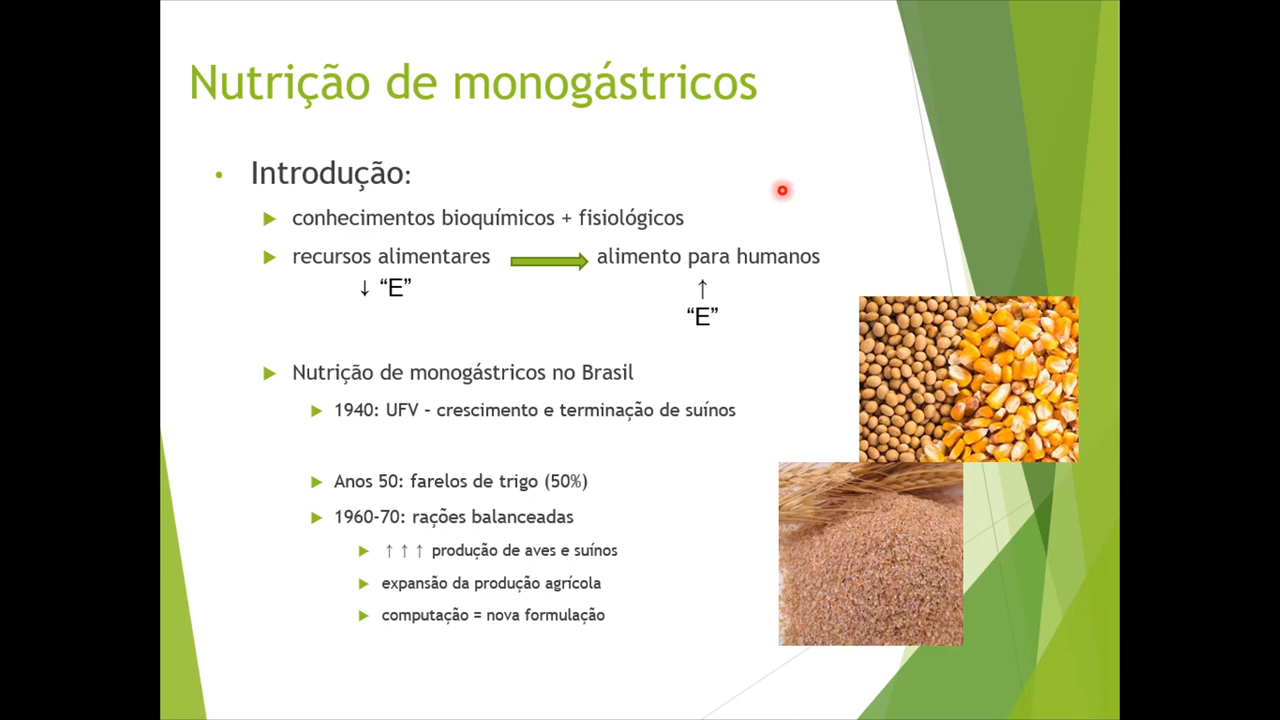 Nutrição de monogástricos
• Introdução:
conhecimentos bioquímicos + fisiológicos
recursos alimentares alimento para humanos
↓ “E” ↑
“E”
Nutrição de monogástricos no Brasil
1940: UFV – crescimento e terminação de suínos
Anos 50: farelos de trigo (50%)
1960-70: rações balanceadas
↑ ↑ ↑ produção de aves e suínos
expansão da produção agrícola
computação = nova formulação